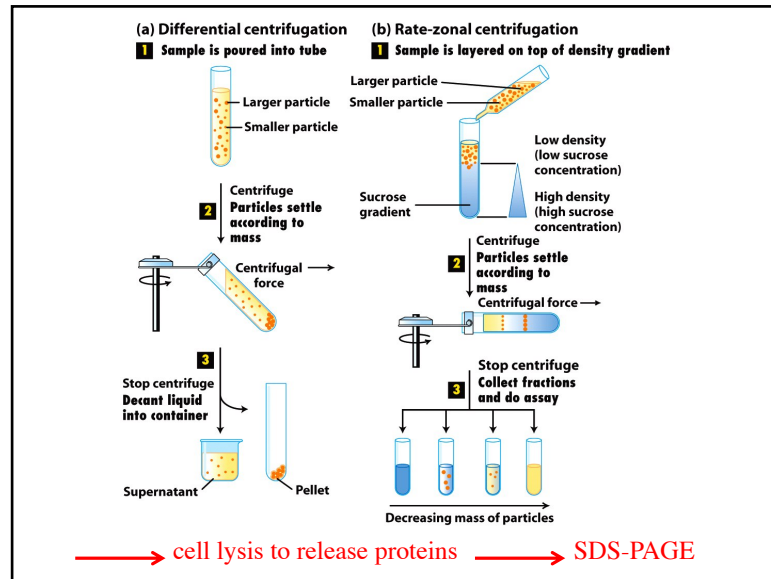 (a) Differential centrifugation
1 Sample is poured into tube
Larger particle
Smaller particle
Centrifuge
2 Particles settle
according to
mass
Centrifugal
force
3
Stop centrifuge
Decant liquid
into container
Supernatant
Pellet
(b) Rate-zonal centrifugation
1 Sample is layered on top of density gradient
Larger particle
Smaller particle
Low density
(low sucrose
concentration)
Sucrose
gradient
High density
(high sucrose
concentration)
Centrifuge
2 Particles settle
according to
mass
Centrifugal force
Stop centrifuge
3 Collect fractions
and do assay
Decreasing mass of particles
cell lysis to release proteins
SDS-PAGE